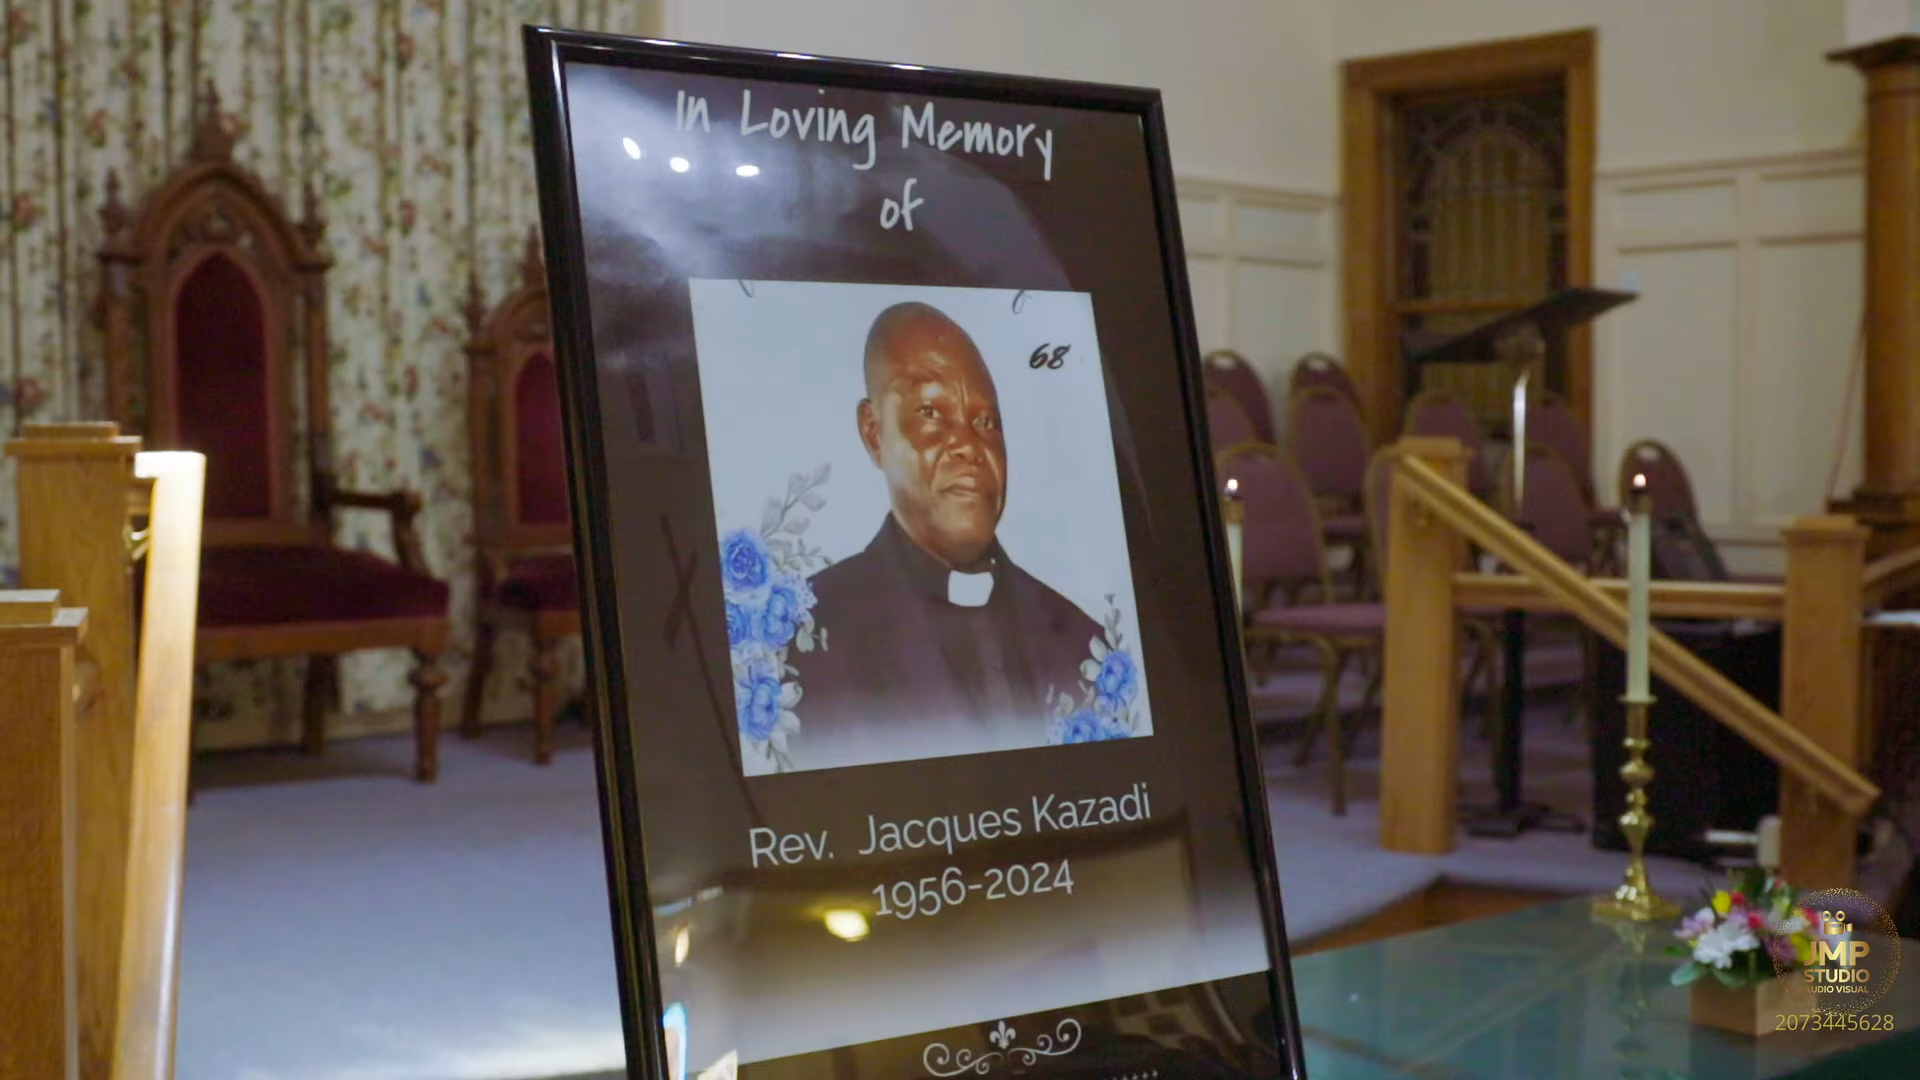 In Loving Memory
of
68
Rev. Jacques Kazadi
1956-2024
JMP
STUDIO
AUDIO VISUAL
2073445628